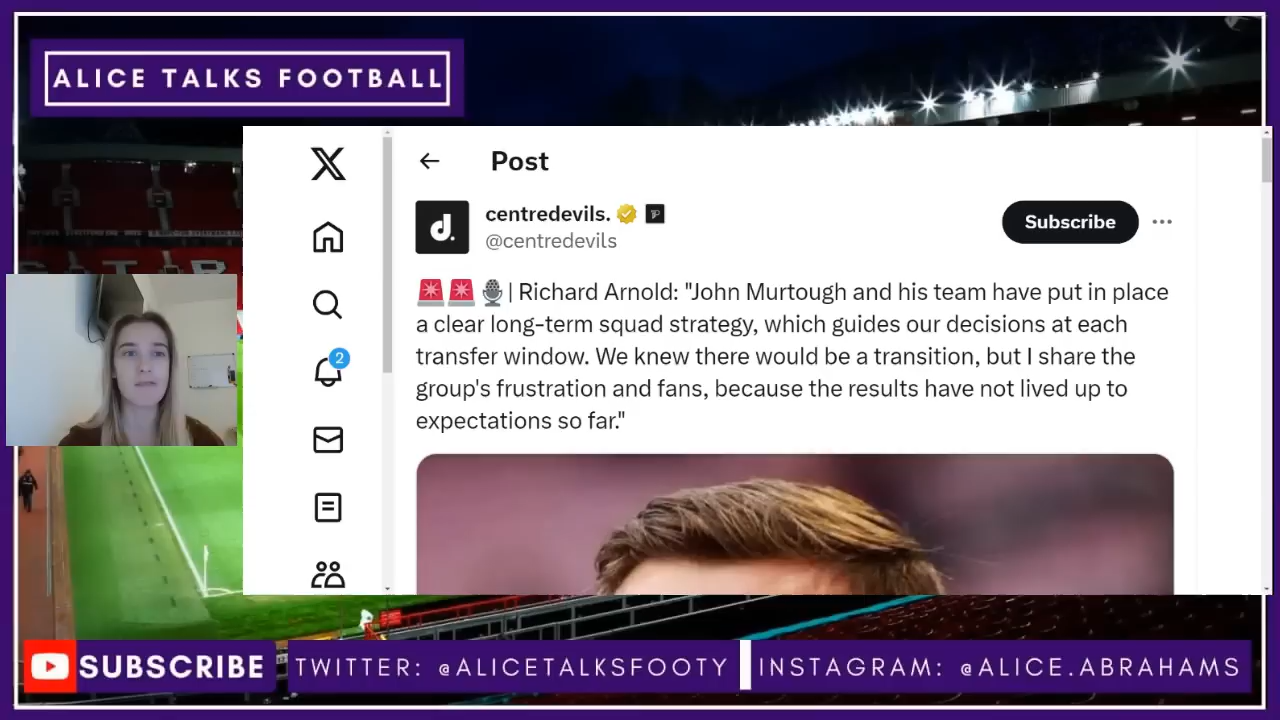 ALICE TALKS FOOTBALL
Post
d.
centredevils.
@centredevils
Subscribe
2
| Richard Arnold: "John Murtough and his team have put in place
a clear long-term squad strategy, which guides our decisions at each
transfer window. We knew there would be a transition, but I share the
group's frustration and fans, because the results have not lived up to
expectations so far."
SUBSCRIBE
TWITTER: @ALICETALKSFOOTY
INSTAGRAM: @ALICE.ABRAHAMS